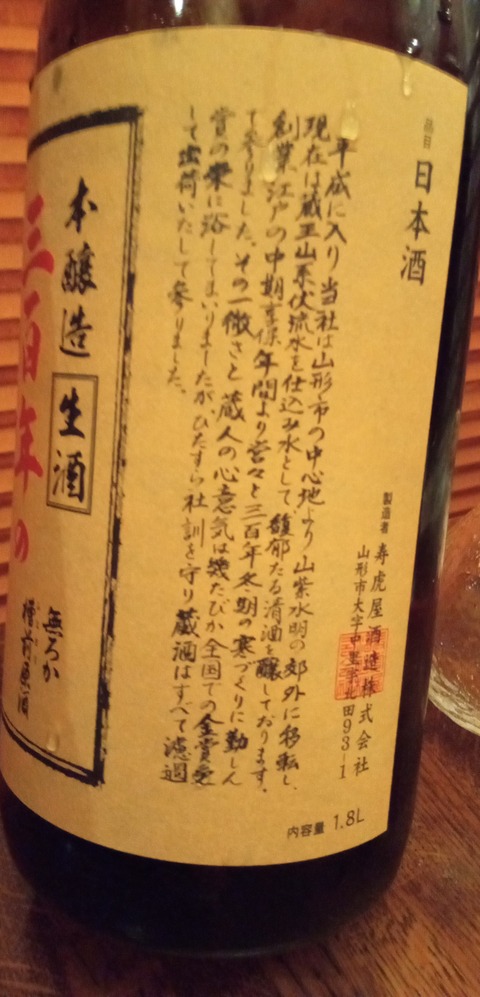 品目 日本酒
製造者 寿虎屋酒造株式会社
山形市大字中里字北田93-1
内容量 1.8L
平成に入り当社は山形市の中心地より山紫水明の郊外に移転し、
現在は蔵王山系伏流水を仕込み水として、馥郁たる清酒を醸しております。
創業江戸の中期享保年間より営々と三百年冬期の寒づくりに勤しん
で参りました。その一徹さと蔵人の心意気は幾たびか全国での金賞受
賞の栄に浴してまいりましたが、ひたすら社訓を守り蔵酒はすべて濾過
して出荷いたして参りました。
本醸造 生酒
三百年の
無ろか
槽前原酒